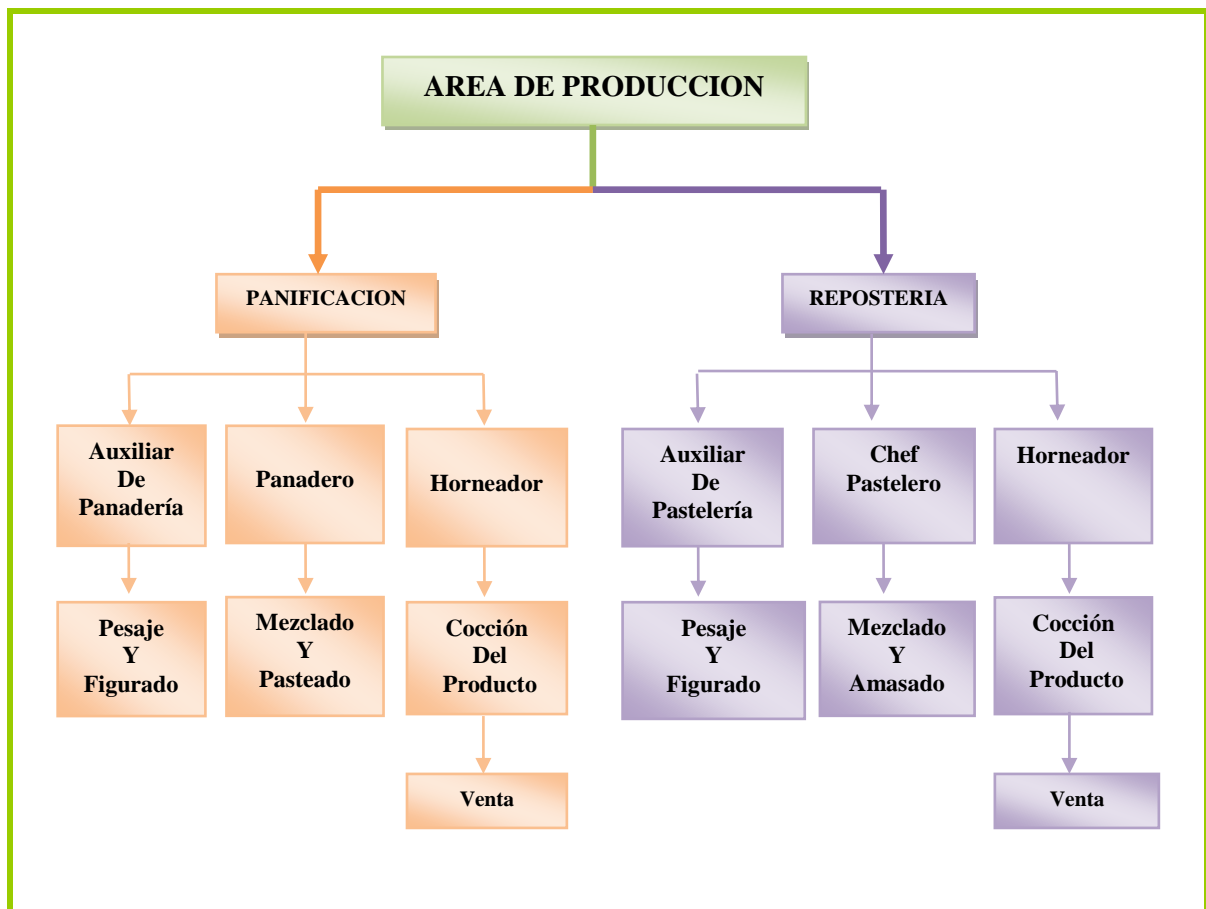 AREA DE PRODUCCION
PANIFICACION
REPOSTERIA
Auxiliar
De
Panadería
Panadero
Horneador
Auxiliar
De
Pastelería
Chef
Pastelero
Horneador
Pesaje
Y
Figurado
Mezclado
Y
Pasteado
Cocción
Del
Producto
Pesaje
Y
Figurado
Mezclado
Y
Amasado
Cocción
Del
Producto
Venta
Venta